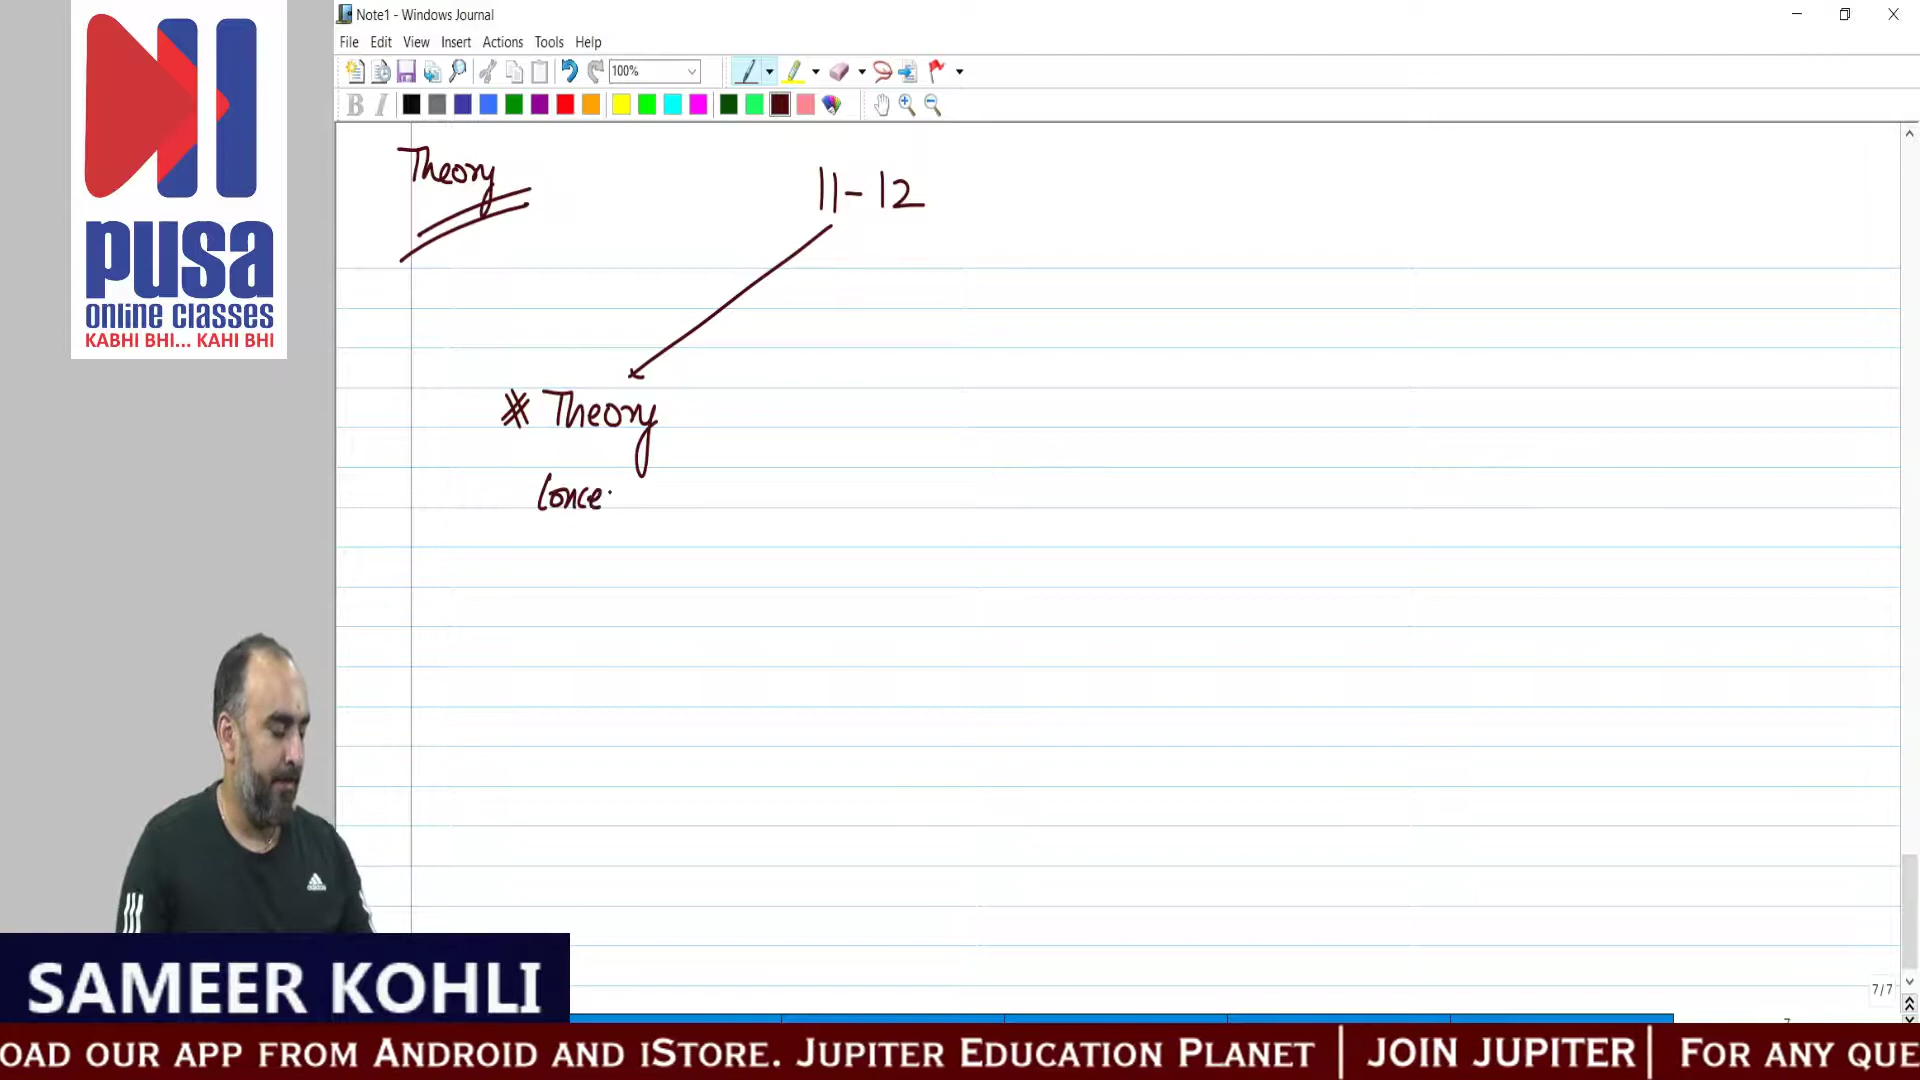 Note1 - Windows Journal
File Edit View Insert Actions Tools Help
100%
B I
Theory
11-12
* Theory
Conce
PUSA
online classes
KABHI BHI... KAHI BHI
adidas
7/7
7
SAMEER KOHLI
OAD OUR APP FROM ANDROID AND ISTORE. JUPITER EDUCATION PLANET | JOIN JUPITER| FOR ANY QUE